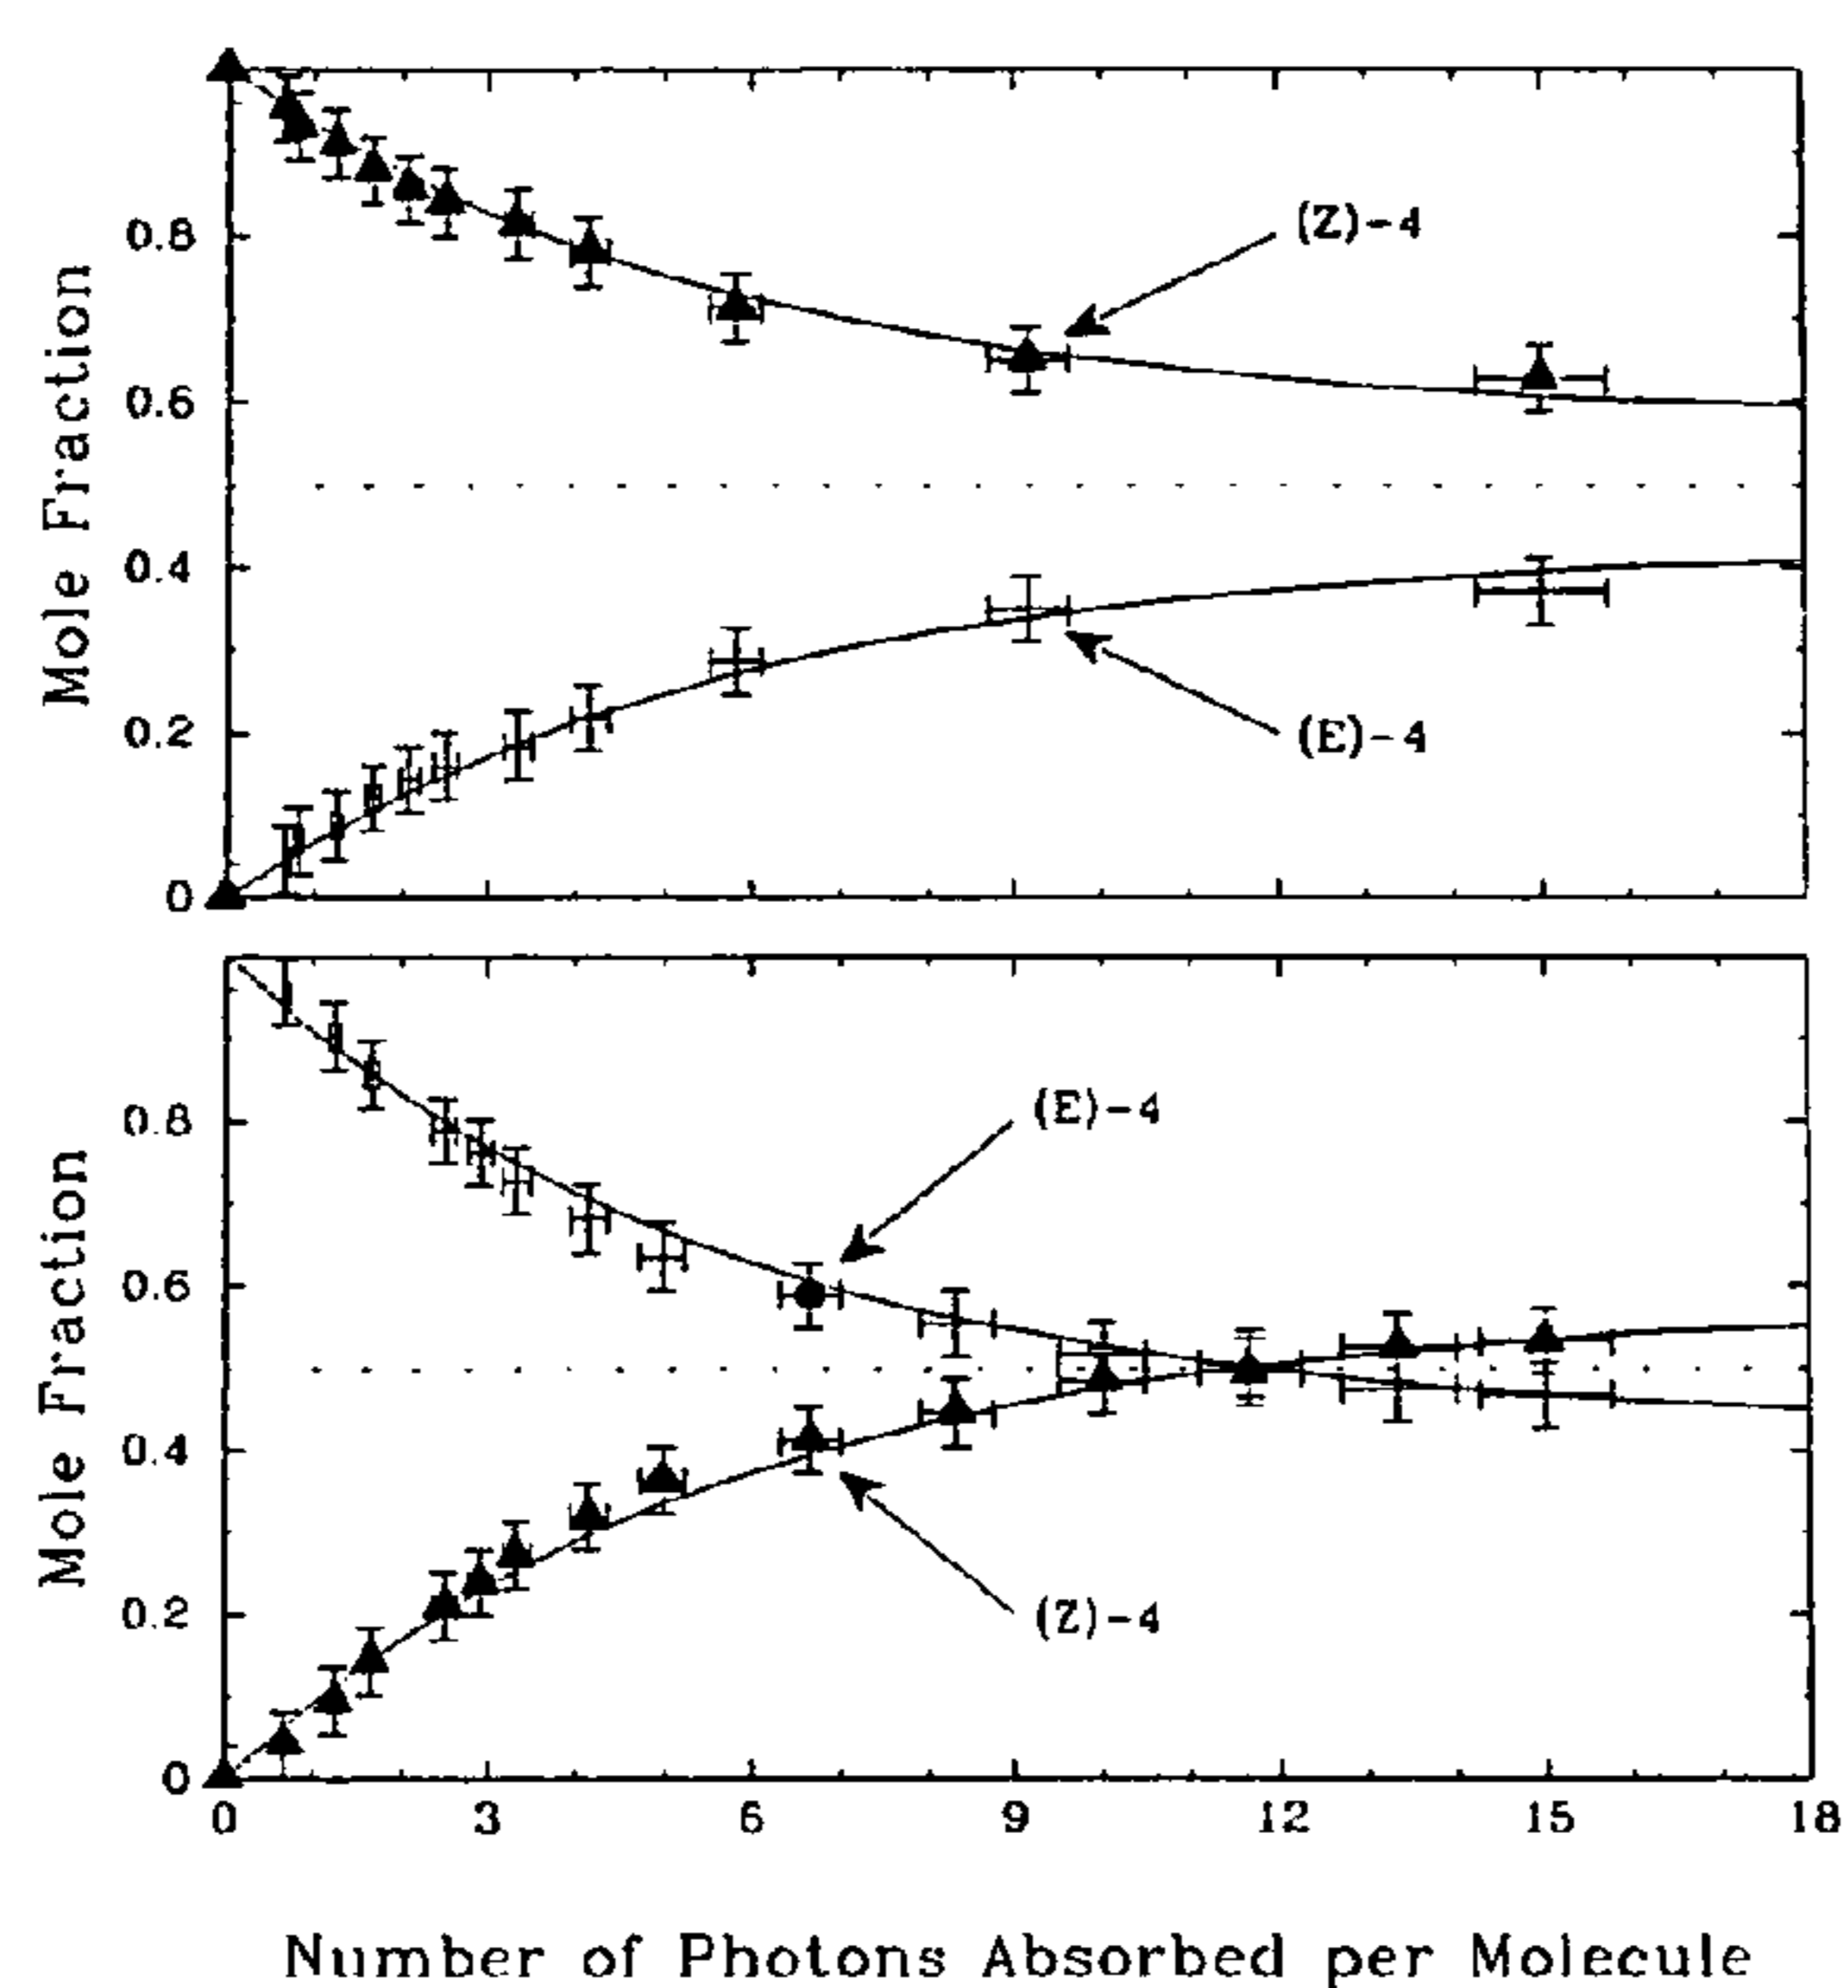 Mole Fraction
0.8
0.6
0.4
0.2
0
(Z)-4
(E)-4
Mole Fraction
0.8
0.6
0.4
0.2
0
(E)-4
(Z)-4
0 3 6 9 12 15 18
Number of Photons Absorbed per Molecule